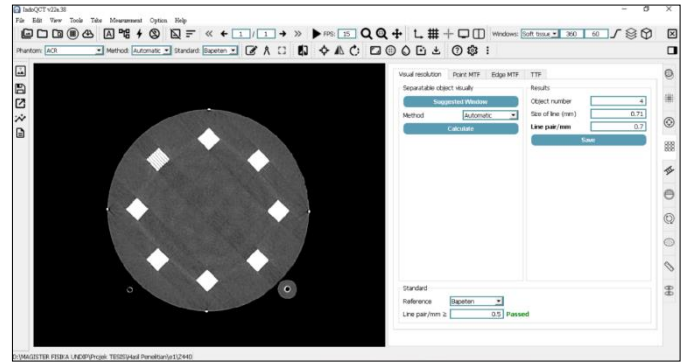 IndoQCT v22a.38
File Edit View Tools Tabs Measurement Option Help
1 / 1 FPS: 15 Windows: Soft tissue 360 60
Phantom: ACR Method: Automatic Standard: Bapeten
Visual resolution Point MTF Edge MTF TTF
Separatable object visually
Suggested Window
Method Automatic
Calculate
Results
Object number 4
Size of line (mm) 0.71
Line pair/mm 0.7
Save
Standard
Reference Bapeten
Line pair/mm ≥ 0.5 Passed
D:\MAGISTER FISIKA UNDIP\Projek TESIS\Hasil Penelitian\e1\Z440